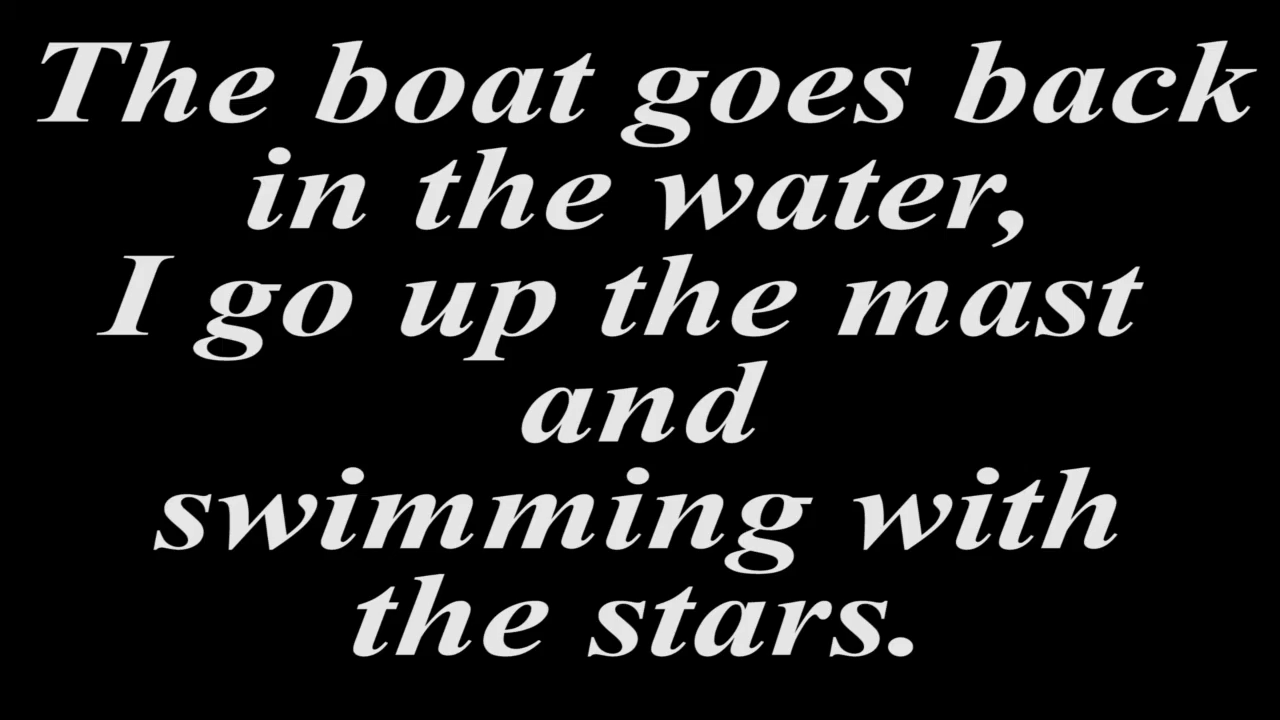 The boat goes back
in the water,
I go up the mast
and
swimming with
the stars.